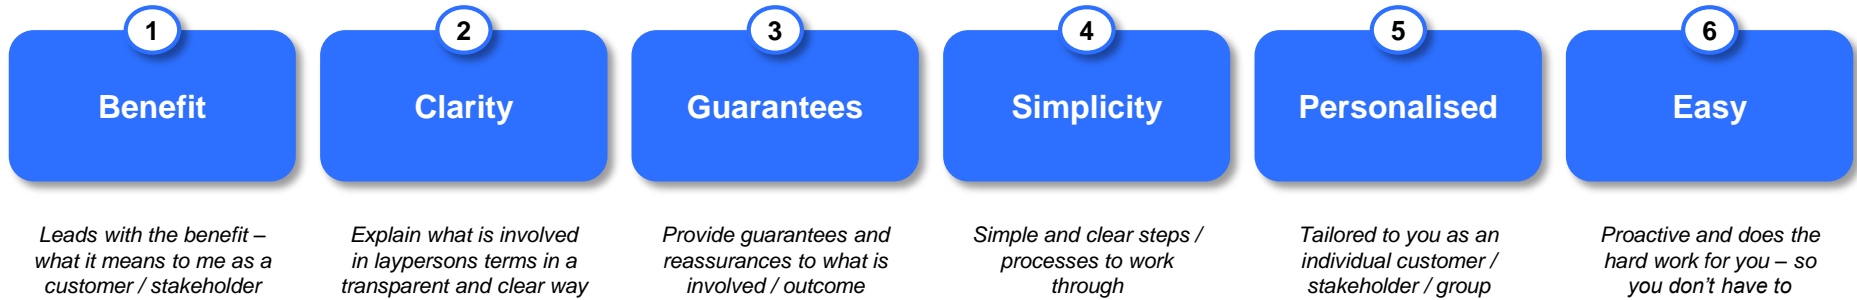 1
Benefit
Leads with the benefit –
what it means to me as a
customer / stakeholder
2
Clarity
Explain what is involved
in laypersons terms in a
transparent and clear way
3
Guarantees
Provide guarantees and
reassurances to what is
involved / outcome
4
Simplicity
Simple and clear steps /
processes to work
through
5
Personalised
Tailored to you as an
individual customer /
stakeholder / group
6
Easy
Proactive and does the
hard work for you – so
you don’t have to